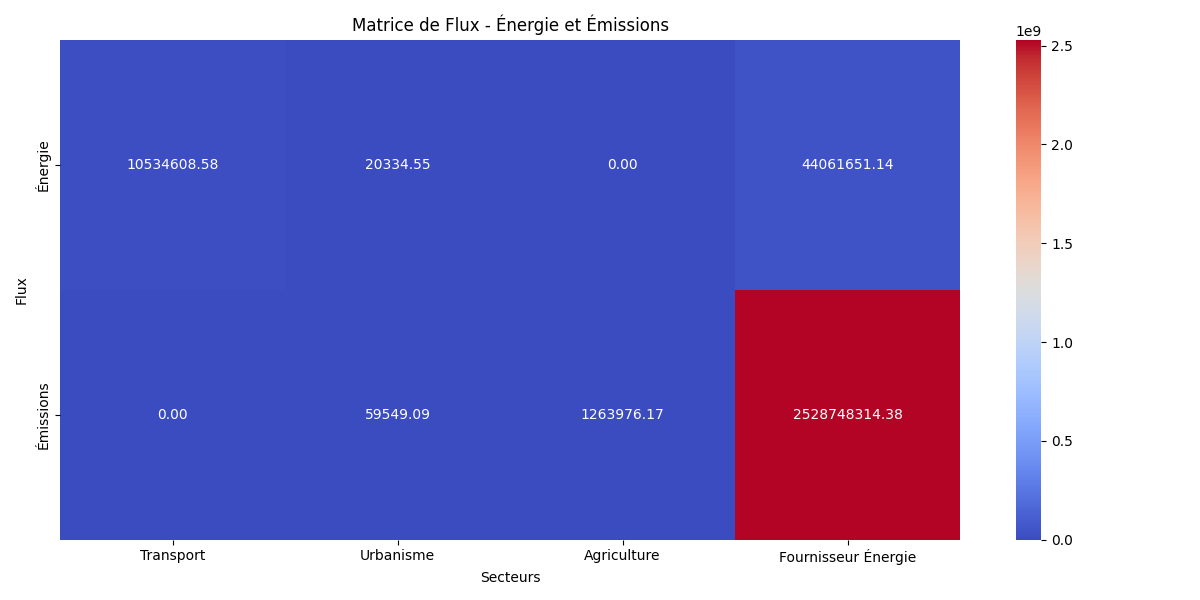 Matrice de Flux - Énergie et Émissions
1e9
2.5
2.0
1.5
1.0
0.5
0.0
Flux
Énergie
10534608.58 20334.55 0.00 44061651.14
Émissions
0.00 59549.09 1263976.17 2528748314.38
Transport Urbanisme Agriculture Fournisseur Énergie
Secteurs